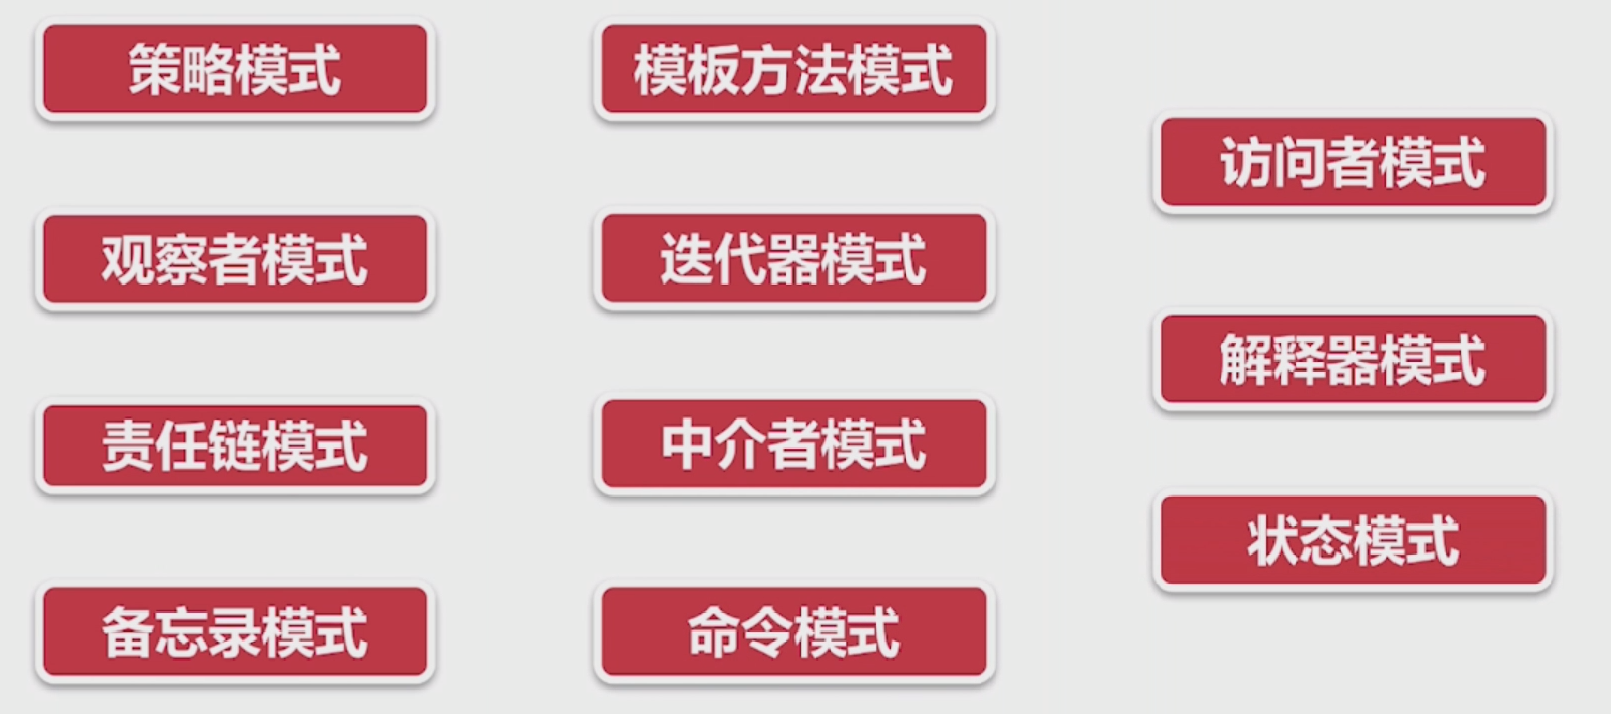 策略模式
观察者模式
责任链模式
备忘录模式
模板方法模式
迭代器模式
中介者模式
命令模式
访问者模式
解释器模式
状态模式